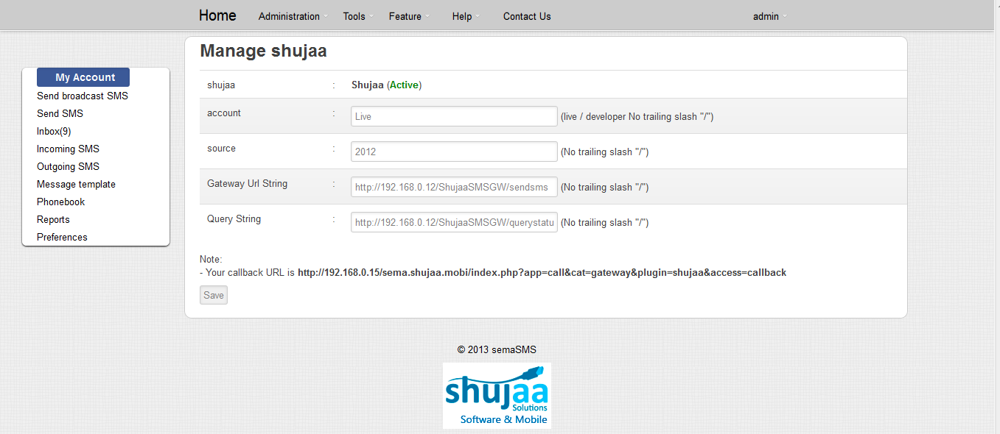 Home Administration Tools Feature Help Contact Us admin
Manage shujaa
My Account
Send broadcast SMS
Send SMS
Inbox(9)
Incoming SMS
Outgoing SMS
Message template
Phonebook
Reports
Preferences
shujaa : Shujaa (Active)
account : Live (live / developer No trailing slash "/")
source : 2012 (No trailing slash "/")
Gateway Url String : http://192.168.0.12/ShujaaSMSGW/sendsms (No trailing slash "/")
Query String : http://192.168.0.12/ShujaaSMSGW/querystatu (No trailing slash "/")
Note:
- Your callback URL is http://192.168.0.15/sema.shujaa.mobi/index.php?app=call&cat=gateway&plugin=shujaa&access=callback
Save
© 2013 semaSMS
shujaa
Solutions
Software & Mobile